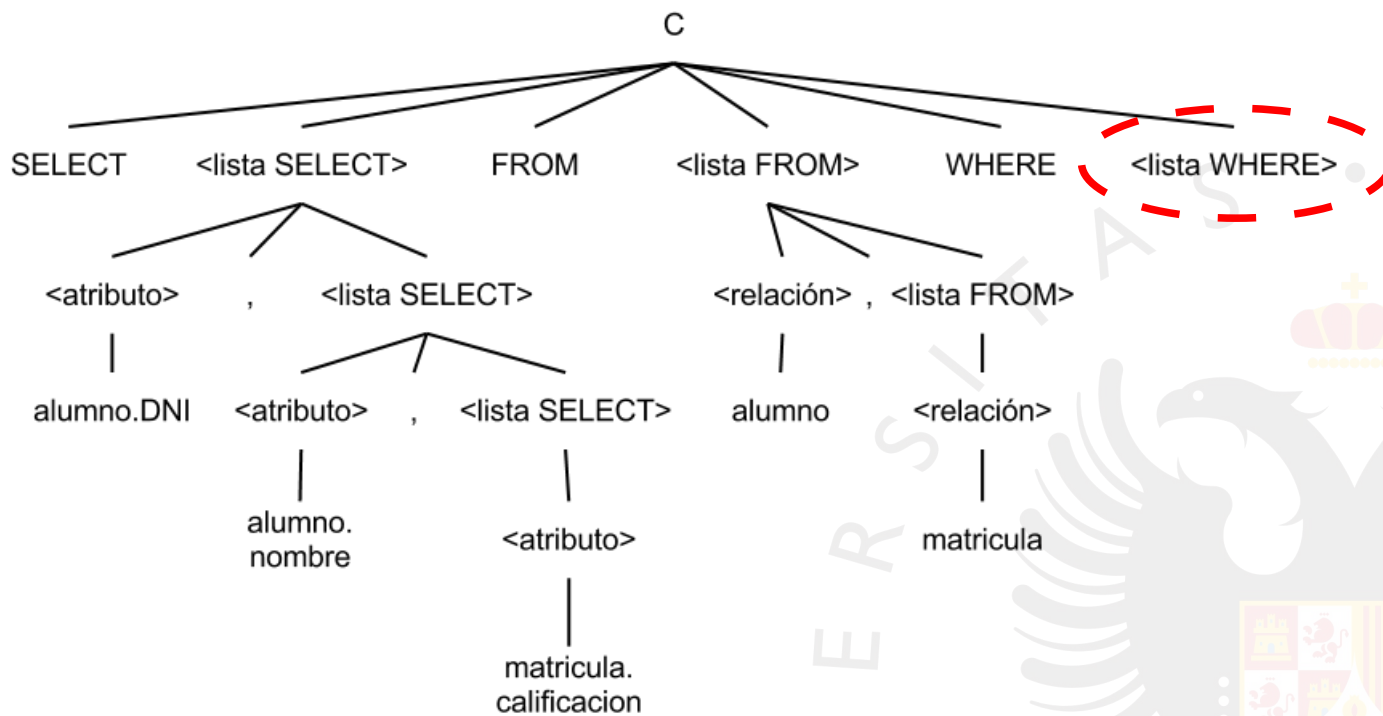 C
SELECT <lista SELECT> FROM <lista FROM> WHERE <lista WHERE>
<atributo> , <lista SELECT> <relación> , <lista FROM>
alumno.DNI <atributo> , <lista SELECT> alumno <relación>
alumno.
nombre
<atributo>
matricula
matricula.
calificacion
E R S I T A S